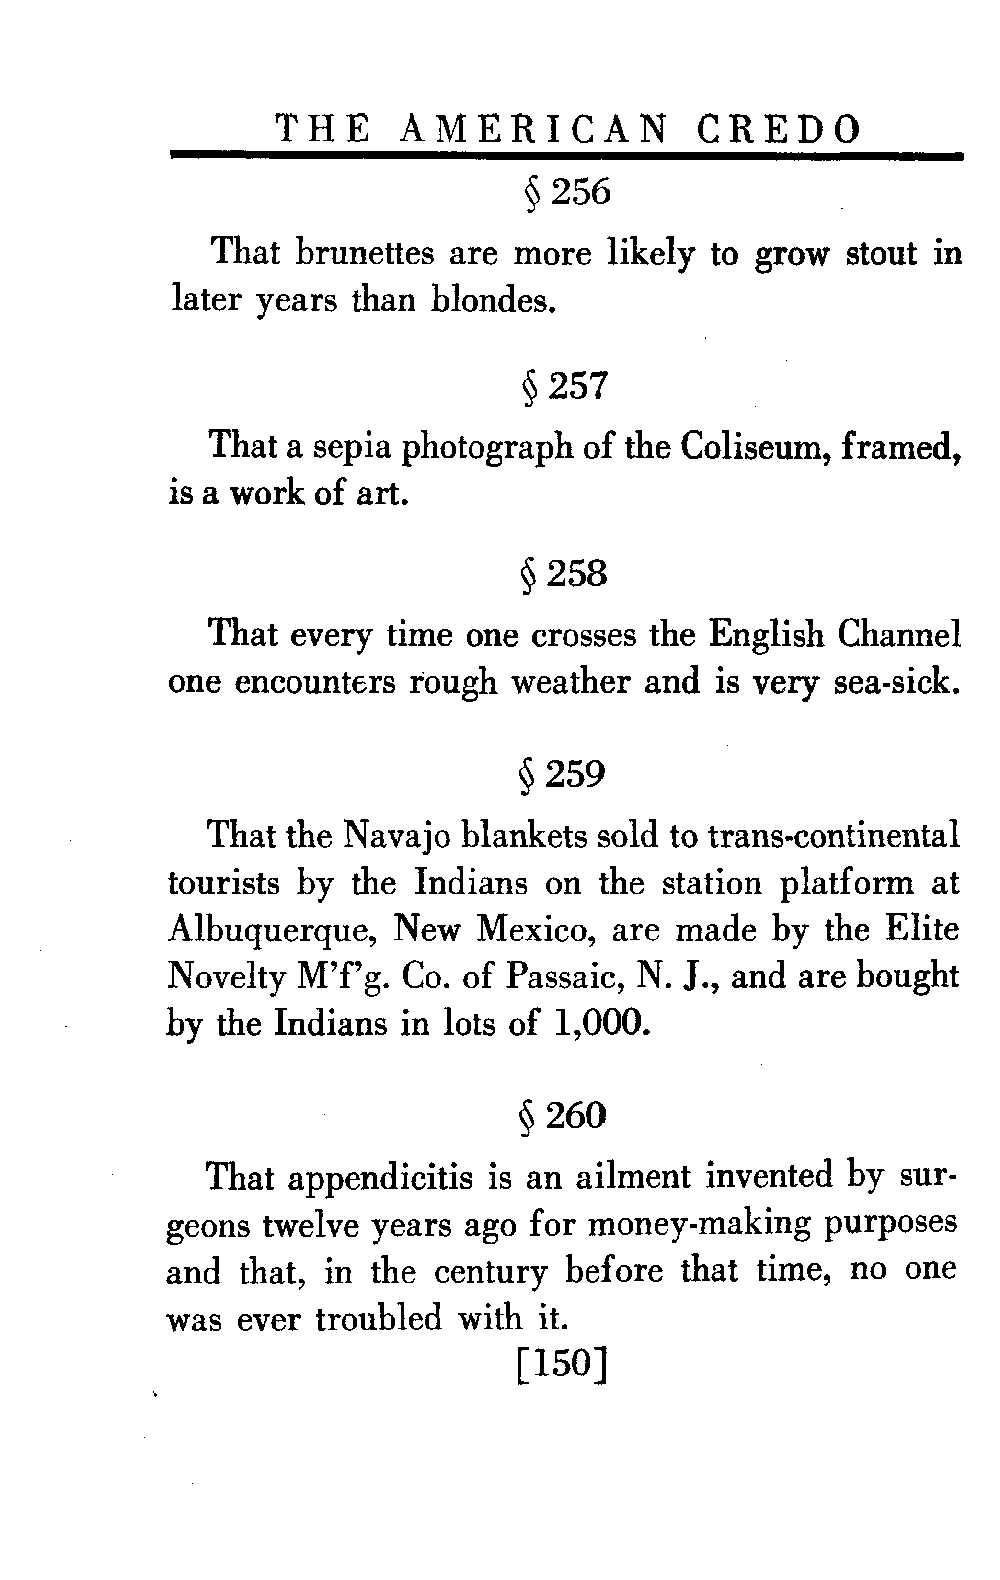 THE AMERICAN CREDO
§ 256
That brunettes are more likely to grow stout in
later years than blondes.
§ 257
That a sepia photograph of the Coliseum, framed,
is a work of art.
§ 258
That every time one crosses the English Channel
one encounters rough weather and is very sea-sick.
§ 259
That the Navajo blankets sold to trans-continental
tourists by the Indians on the station platform at
Albuquerque, New Mexico, are made by the Elite
Novelty M'f'g. Co. of Passaic, N. J., and are bought
by the Indians in lots of 1,000.
§ 260
That appendicitis is an ailment invented by sur-
geons twelve years ago for money-making purposes
and that, in the century before that time, no one
was ever troubled with it.
[150]